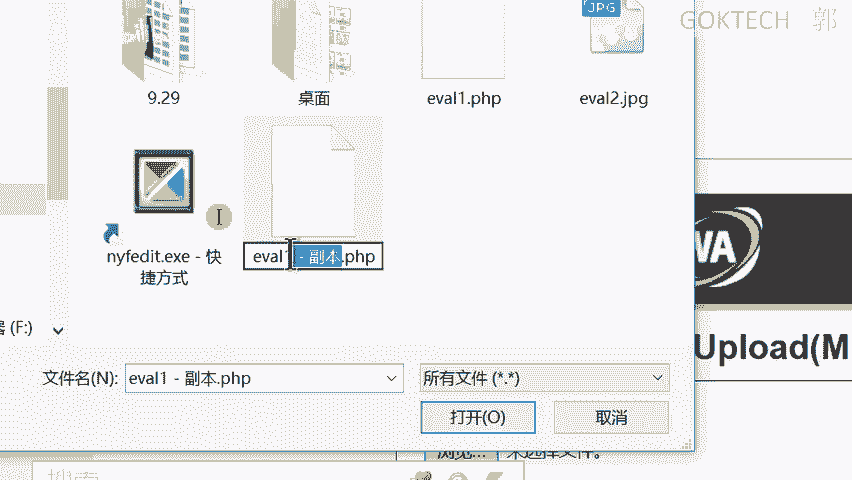 GOKTECH 郭
JPG
9.29
桌面
eval1.php
eval2.jpg
nyfedit.exe - 快
捷方式
eval1 - 副本.php
WA
器 (F:)
Upload(M
文件名(N):
eval1 - 副本.php
所有文件 (*.*)
打开(O)
取消
浏览...
未选择文件。
搜索